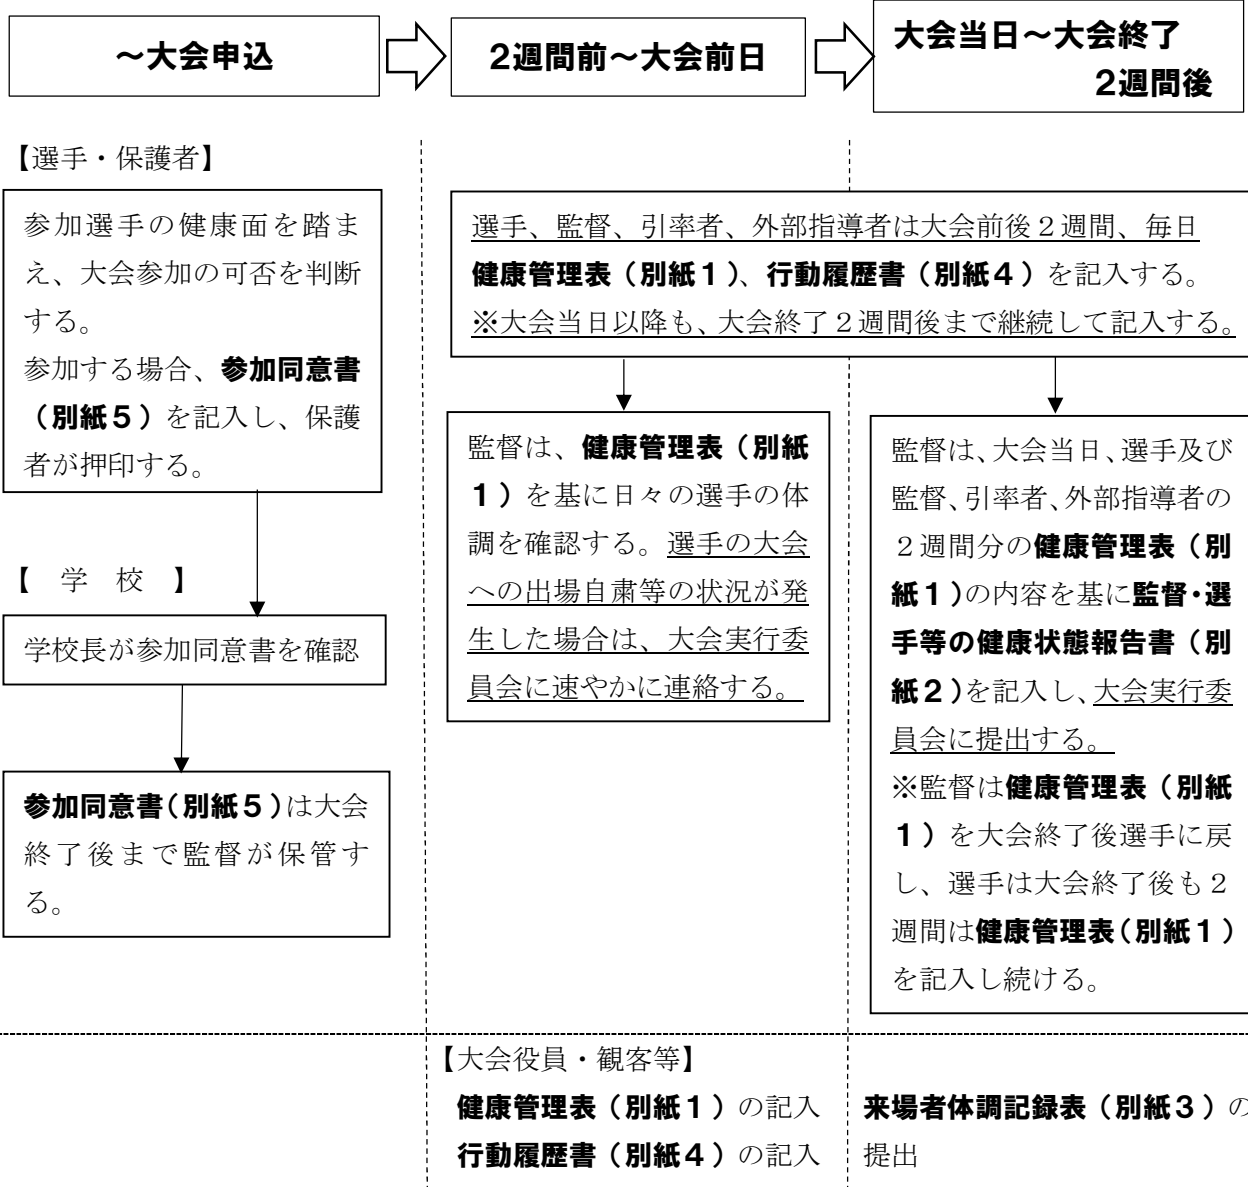 ～大会申込
2週間前～大会前日
大会当日～大会終了
2週間後
【選手・保護者】
参加選手の健康面を踏ま
え、大会参加の可否を判断
する。
参加する場合、参加同意書
（別紙５）を記入し、保護
者が押印する。
【　学　校　】
学校長が参加同意書を確認
参加同意書（別紙５）は大会
終了後まで監督が保管す
る。
選手、監督、引率者、外部指導者は大会前後２週間、毎日
健康管理表（別紙１）、行動履歴書（別紙４）を記入する。
※大会当日以降も、大会終了２週間後まで継続して記入する。
監督は、健康管理表（別紙
１）を基に日々の選手の体
調を確認する。選手の大会
への出場自粛等の状況が発
生した場合は、大会実行委
員会に速やかに連絡する。
監督は、大会当日、選手及び
監督、引率者、外部指導者の
２週間分の健康管理表（別
紙１）の内容を基に監督・選
手等の健康状態報告書（別
紙２）を記入し、大会実行委
員会に提出する。
※監督は健康管理表（別紙
１）を大会終了後選手に戻
し、選手は大会終了後も２
週間は健康管理表（別紙１）
を記入し続ける。
【大会役員・観客等】
健康管理表（別紙１）の記入
行動履歴書（別紙４）の記入
来場者体調記録表（別紙３）の
提出